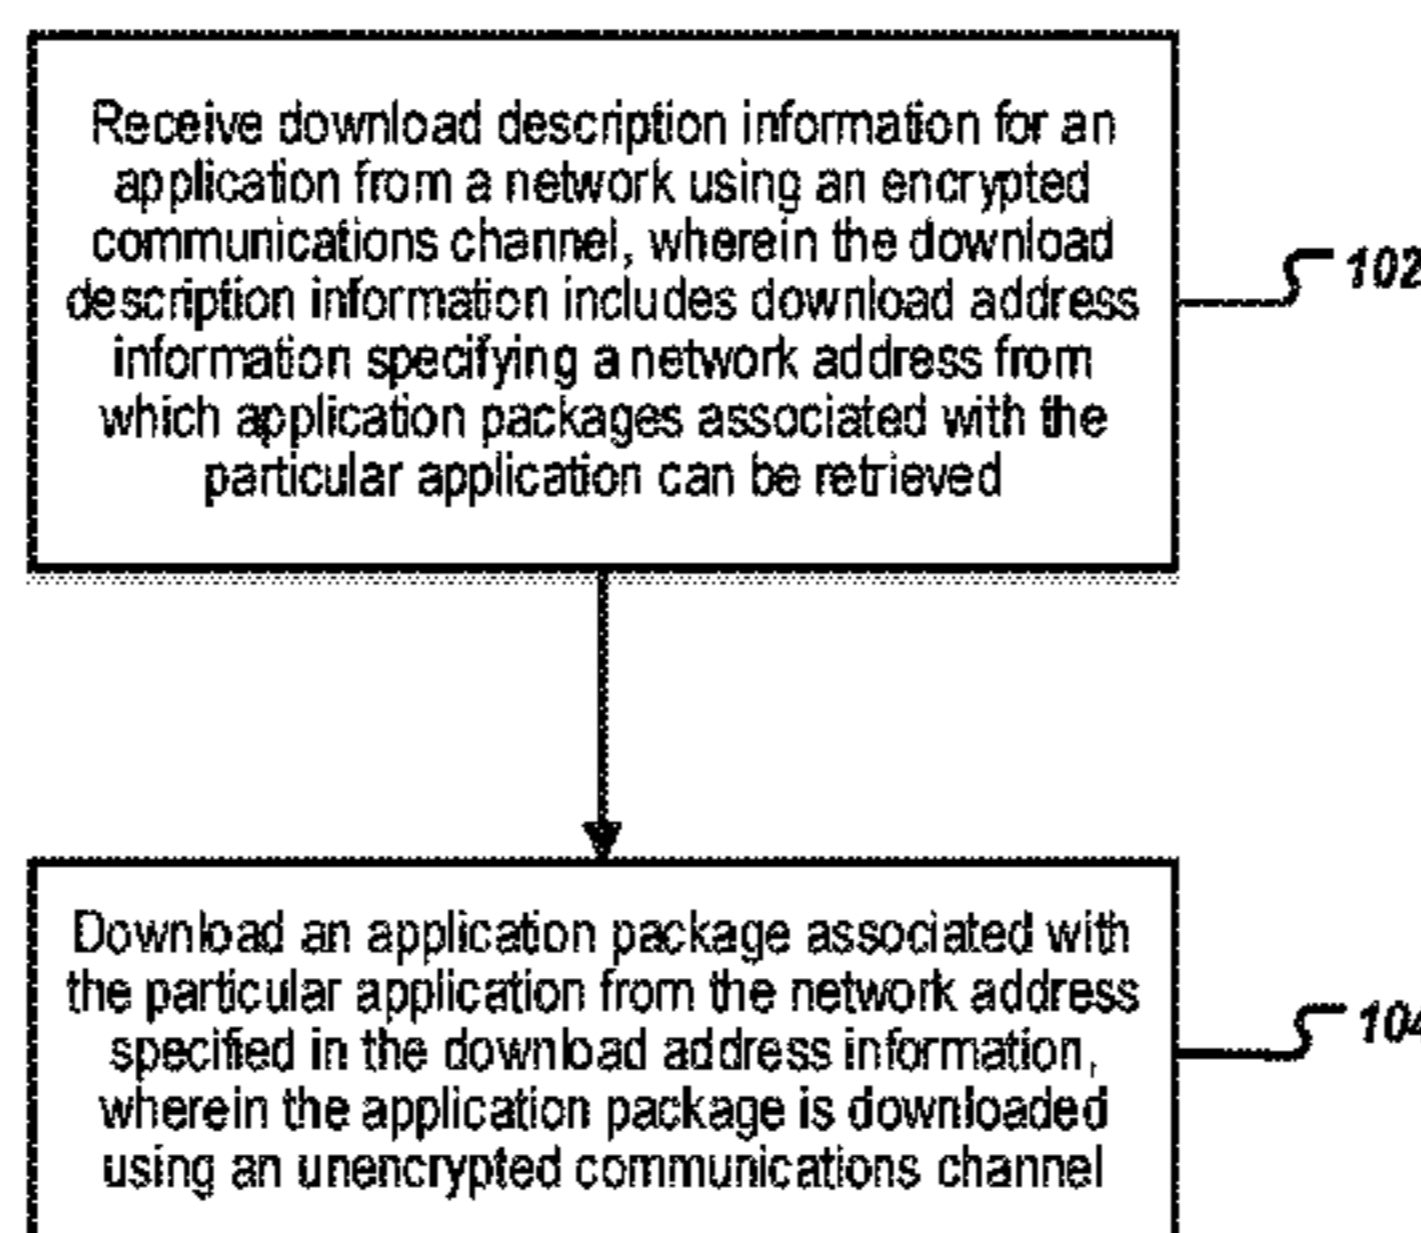 Receive download description information for an
application from a network using an encrypted
communications channel, wherein the download
description information includes download address
information specifying a network address from
which application packages associated with the
particular application can be retrieved
102
Download an application package associated with
the particular application from the network address
specified in the download address information,
wherein the application package is downloaded
using an unencrypted communications channel
104